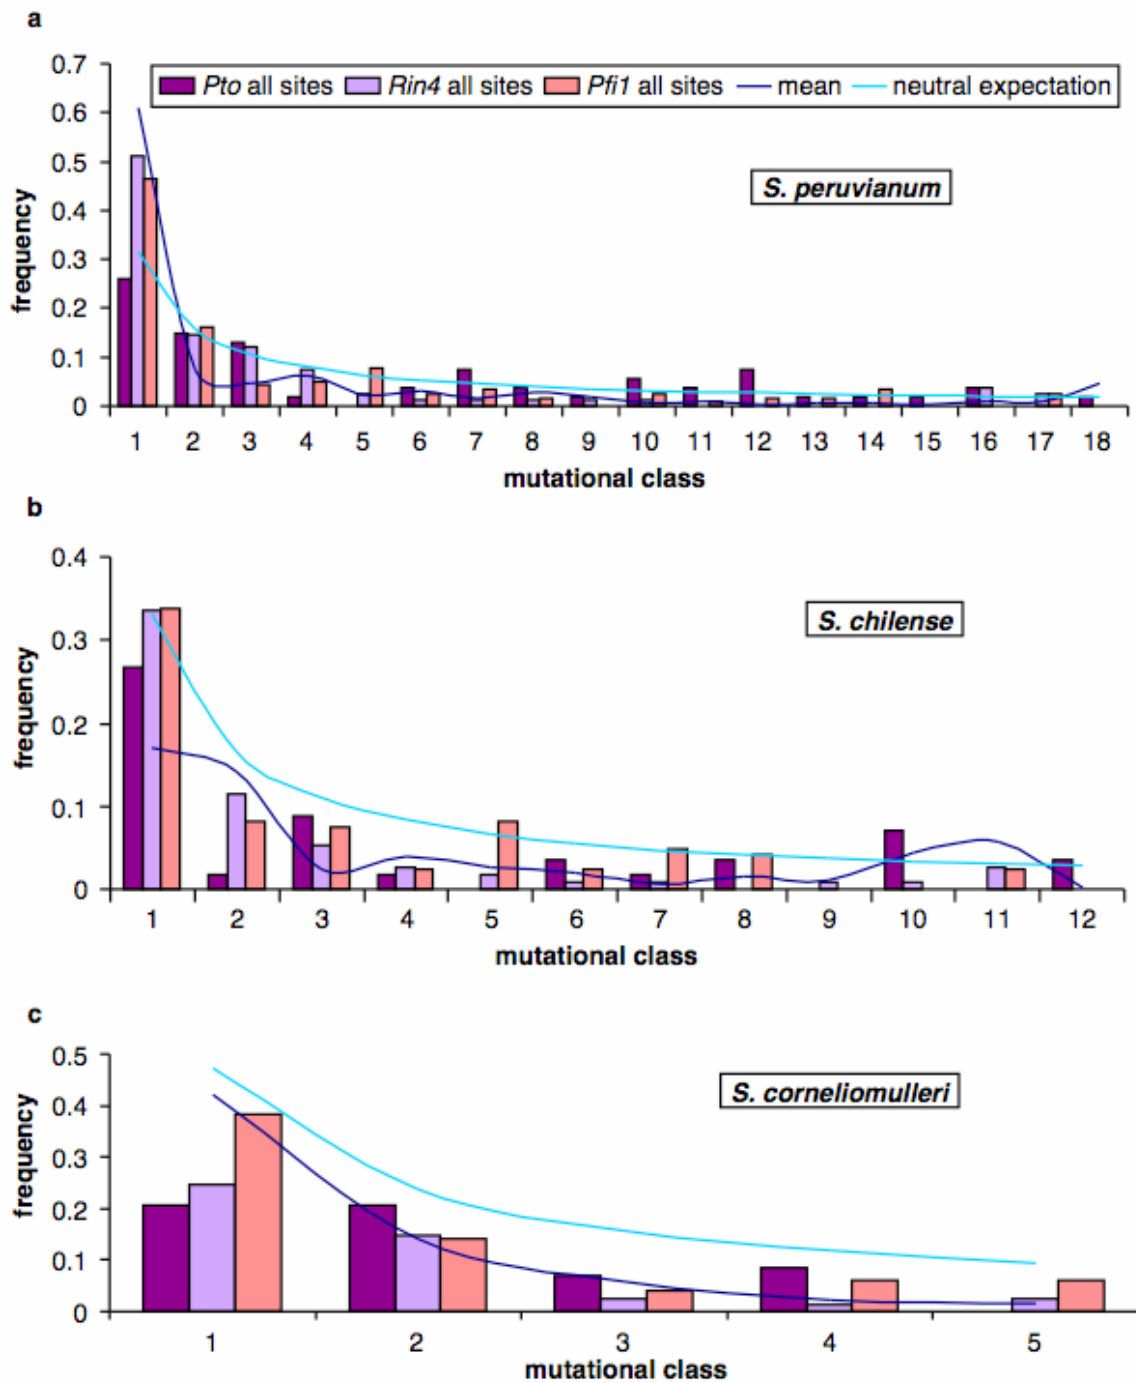 a
0.7
Pto all sites Rin4 all sites Pfi1 all sites mean neutral expectation
0.6
0.5
S. peruvianum
0.4
0.3
0.2
0.1
0
frequency
1 2 3 4 5 6 7 8 9 10 11 12 13 14 15 16 17 18
mutational class
b
0.4
S. chilense
0.3
0.2
0.1
0
frequency
1 2 3 4 5 6 7 8 9 10 11 12
mutational class
c
0.5
S. corneliomulleri
0.4
0.3
0.2
0.1
0
frequency
1 2 3 4 5
mutational class